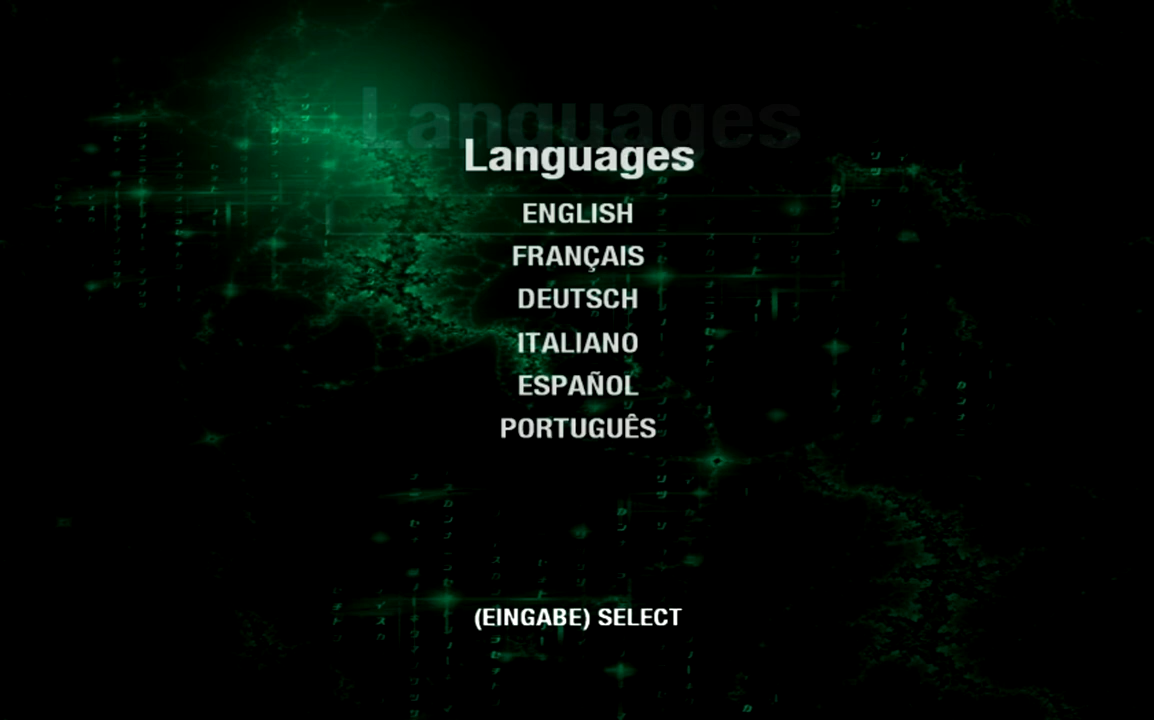 Languages
Languages
ENGLISH
FRANÇAIS
DEUTSCH
ITALIANO
ESPAÑOL
PORTUGUÊS
(EINGABE) SELECT